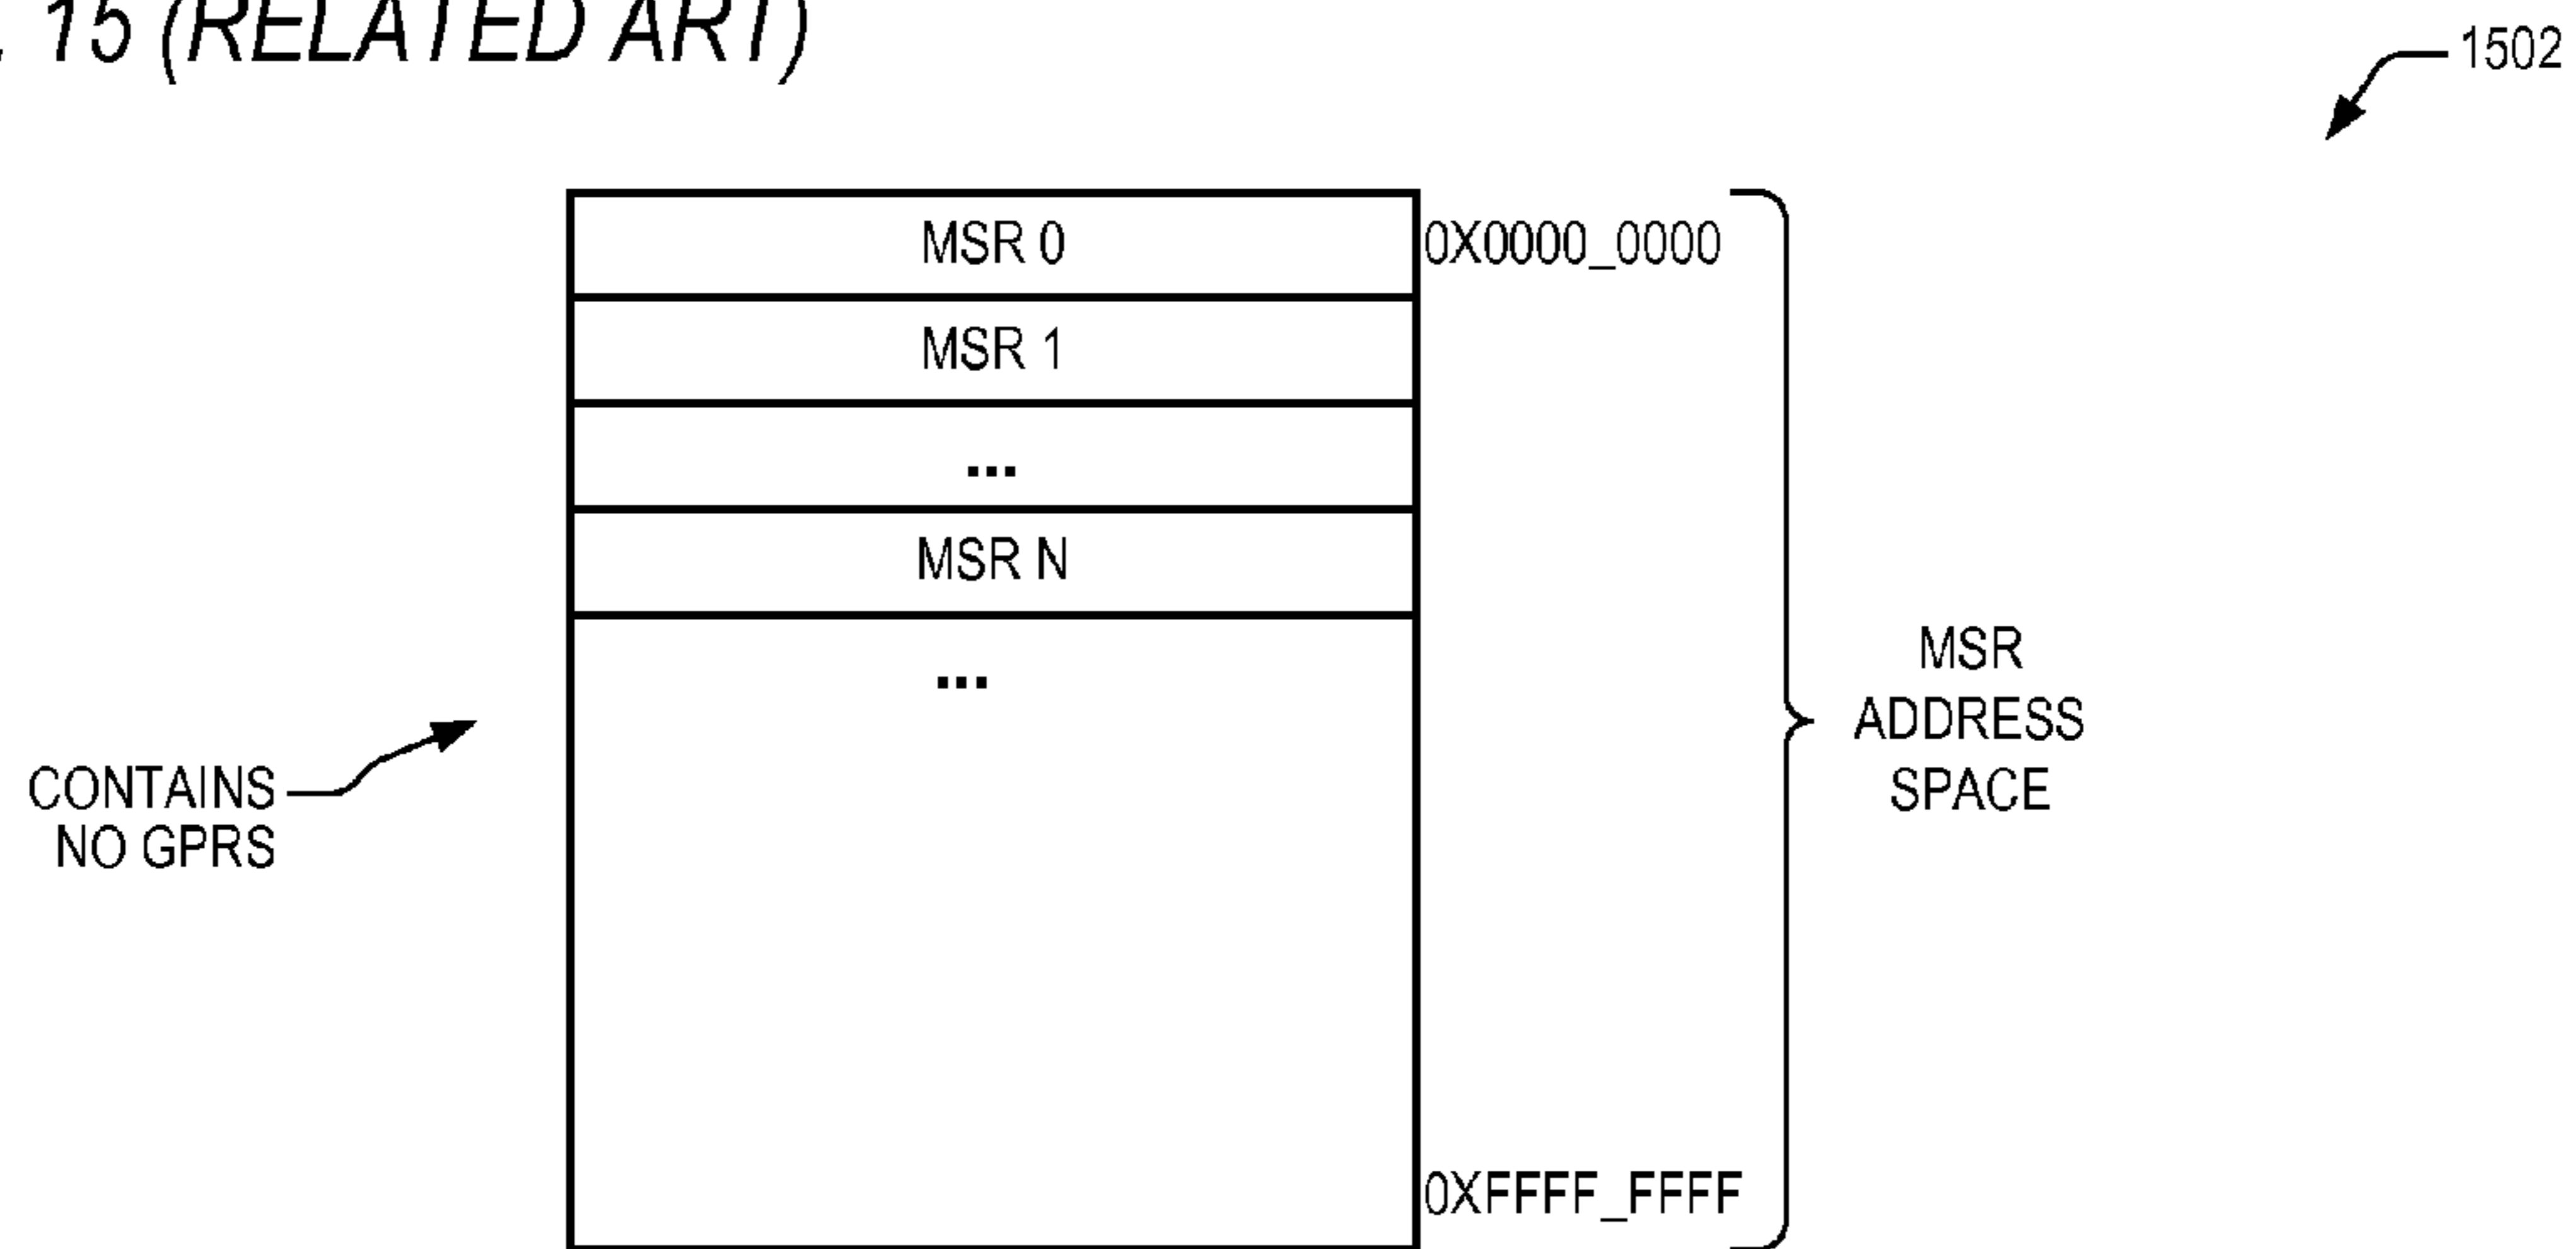 15 (RELATED ART)
1502
MSR 0
0X0000_0000
MSR 1
...
MSR N
...
MSR
ADDRESS
SPACE
CONTAINS
NO GPRS
0XFFFF_FFFF